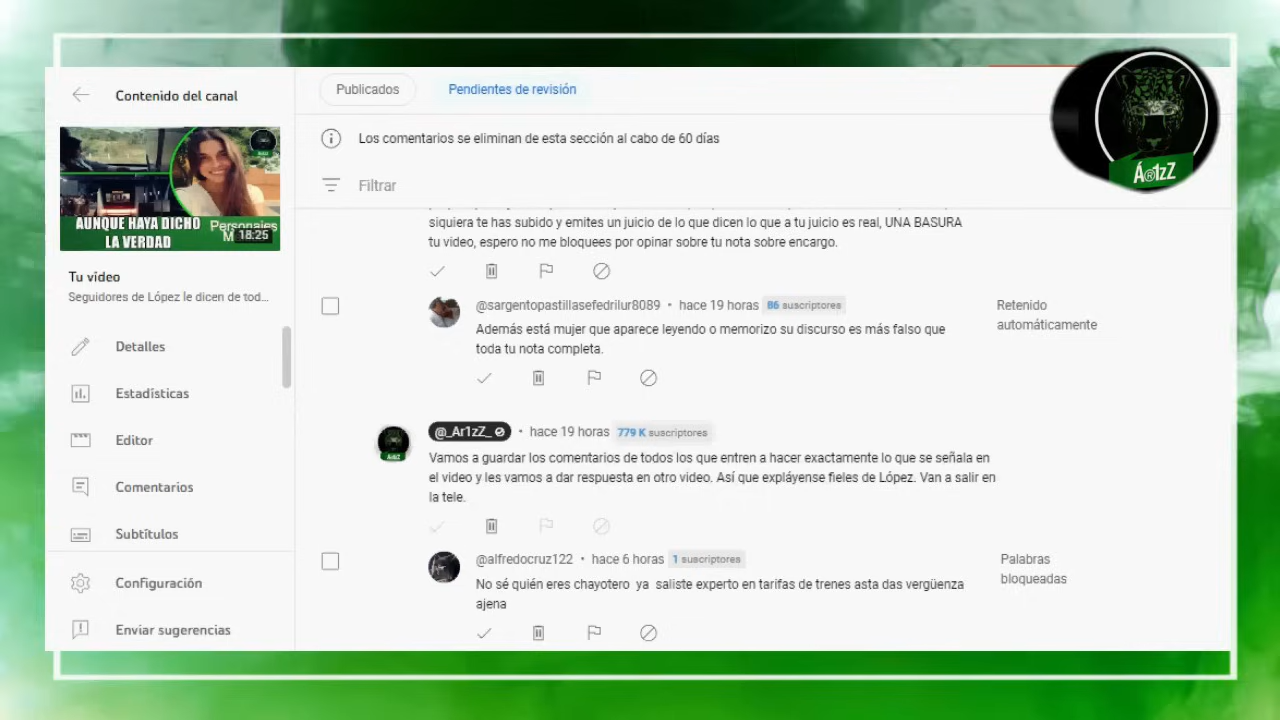 Contenido del canal
AUNQUE HAYA DICHO
LA VERDAD
Personajes
M
18:25
Tu vídeo
Seguidores de López le dicen de tod...
Detalles
Estadísticas
Editor
Comentarios
Subtítulos
Configuración
Enviar sugerencias
Publicados
Pendientes de revisión
Los comentarios se eliminan de esta sección al cabo de 60 días
Filtrar
siquiera te has subido y emites un juicio de lo que dicen lo que a tu juicio es real, UNA BASURA
tu video, espero no me bloquees por opinar sobre tu nota sobre encargo.
@sargentopastillasefedrilur8089 • hace 19 horas 86 suscriptores
Además está mujer que aparece leyendo o memorizo su discurso es más falso que
toda tu nota completa.
Retenido
automáticamente
@_Ar1zZ_ • hace 19 horas 779 K suscriptores
Vamos a guardar los comentarios de todos los que entren a hacer exactamente lo que se señala en
el video y les vamos a dar respuesta en otro video. Así que expláyense fieles de López. Van a salir en
la tele.
@alfredocruz122 • hace 6 horas 1 suscriptores
No sé quién eres chayotero ya saliste experto en tarifas de trenes asta das vergüenza
ajena
Palabras
bloqueadas
Á®1zZ